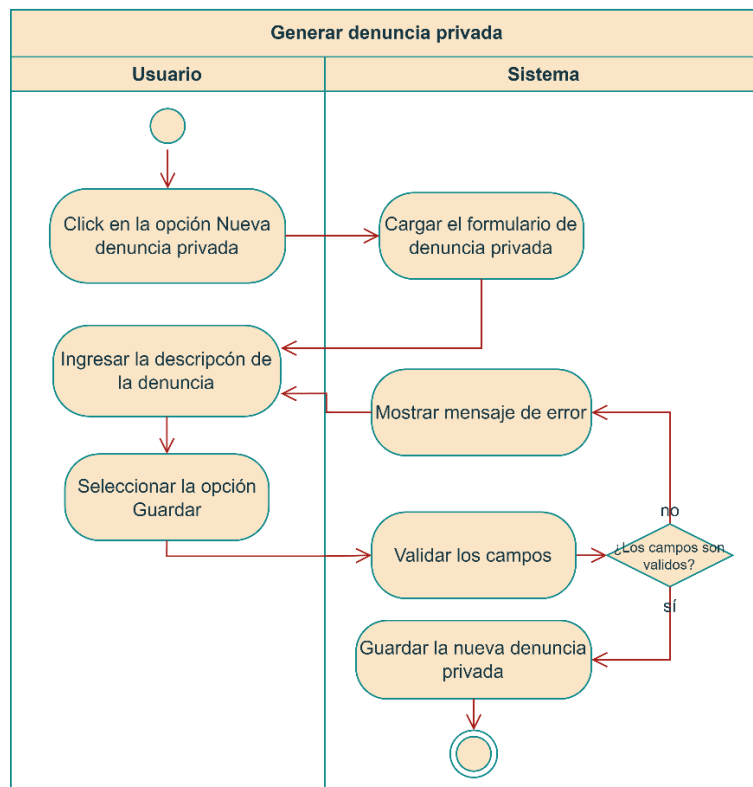 Generar denuncia privada
Usuario
Sistema
Click en la opción Nueva
denuncia privada
Cargar el formulario de
denuncia privada
Ingresar la descripcón de
la denuncia
Mostrar mensaje de error
Seleccionar la opción
Guardar
no
Validar los campos
¿Los campos son
validos?
sí
Guardar la nueva denuncia
privada